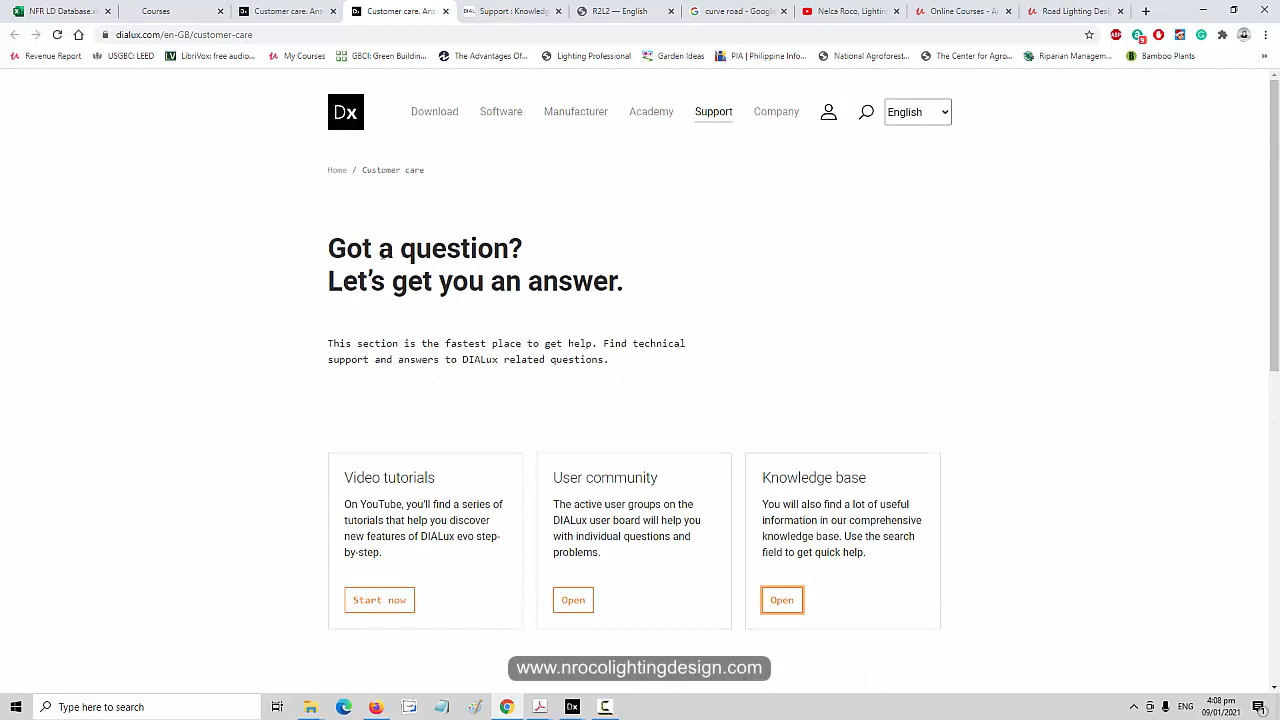 NFR LD Database.x
Courses
Customer care. An
Customer care. An
Support : Knowledg
R2L2 — English
curve road - Googl
Nelca Roco, Lightin
Online Courses - A
Road Lighting Desi
dialux.com/en-GB/customer-care
Revenue Report
USGBC: LEED
LibriVox: free audio...
My Courses
GBCI: Green Buildin...
The Advantages Of...
Lighting Professional
Garden Ideas
PIA | Philippine Info...
National Agroforest...
The Center for Agro...
Riparian Managem...
Bamboo Plants
Dx
Download
Software
Manufacturer
Academy
Support
Company
English
Home / Customer care
Got a question?
Let's get you an answer.
This section is the fastest place to get help. Find technical
support and answers to DIALux related questions.
Video tutorials
On YouTube, you'll find a series of
tutorials that help you discover
new features of DIALux evo step-
by-step.
Start now
User community
The active user groups on the
DIALux user board will help you
with individual questions and
problems.
Open
Knowledge base
You will also find a lot of useful
information in our comprehensive
knowledge base. Use the search
field to get quick help.
Open
www.nrocolightingdesign.com
Type here to search
ENG
4:08 pm
09/01/2021